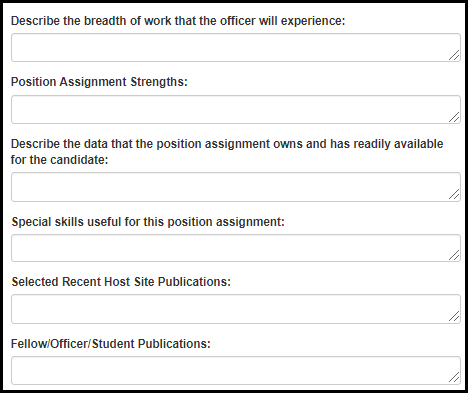 Describe the breadth of work that the officer will experience:
Position Assignment Strengths:
Describe the data that the position assignment owns and has readily available
for the candidate:
Special skills useful for this position assignment:
Selected Recent Host Site Publications:
Fellow/Officer/Student Publications: